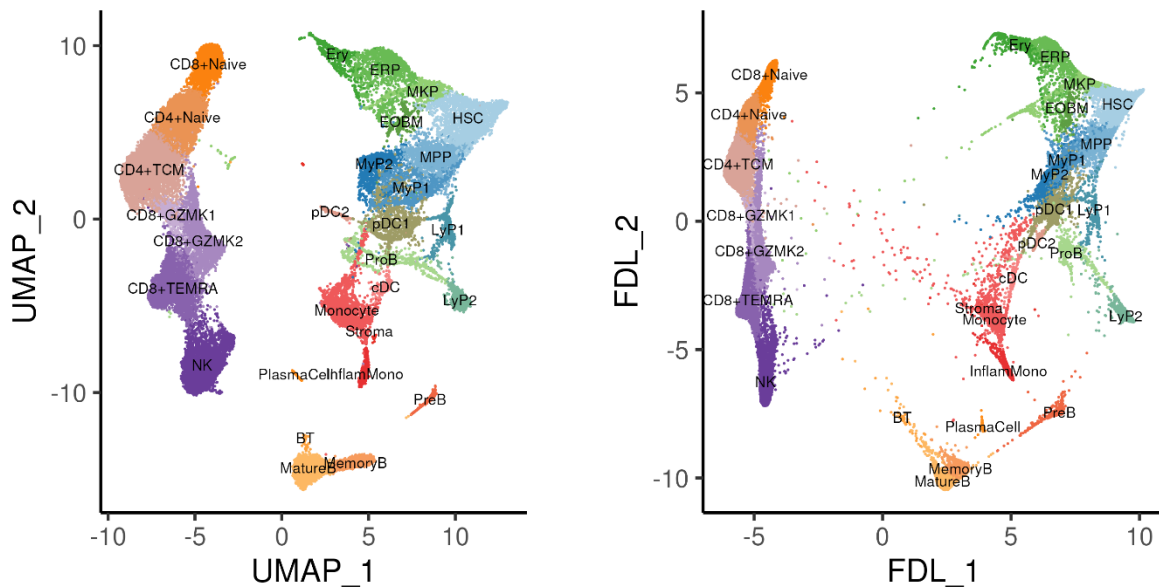 10
0
-10
UMAP_2
CD8+Naive
CD4+Naive
CD4+TCM
CD8+GZMK1
CD8+GZMK2
CD8+TEMRA
NK
Ery
ERP
MKP
EOBM
HSC
MyP2
MPP
MyP1
pDC2
pDC1
LyP1
ProB
cDC
LyP2
Monocyte
Stroma
PlasmaCell
InflamMono
PreB
BT
MatureB
MemoryB
-10
-5
0
5
10
UMAP_1
5
0
-5
-10
FDL_2
CD8+Naive
CD4+Naive
CD4+TCM
CD8+GZMK1
CD8+GZMK2
CD8+TEMRA
NK
Ery
ERP
MKP
EOBM
HSC
MPP
MyP1
MyP2
pDC1
LyP1
pDC2
ProB
cDC
Stroma
Monocyte
LyP2
InflamMono
BT
PlasmaCell
PreB
MemoryB
MatureB
-5
0
5
10
FDL_1